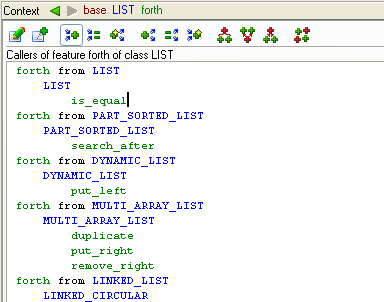 Context base LIST forth
Callers of feature forth of class LIST
forth from LIST
LIST
is_equal
forth from PART_SORTED_LIST
PART_SORTED_LIST
search_after
forth from DYNAMIC_LIST
DYNAMIC_LIST
put_left
forth from MULTI_ARRAY_LIST
MULTI_ARRAY_LIST
duplicate
put_right
remove_right
forth from LINKED_LIST
LINKED_CIRCULAR